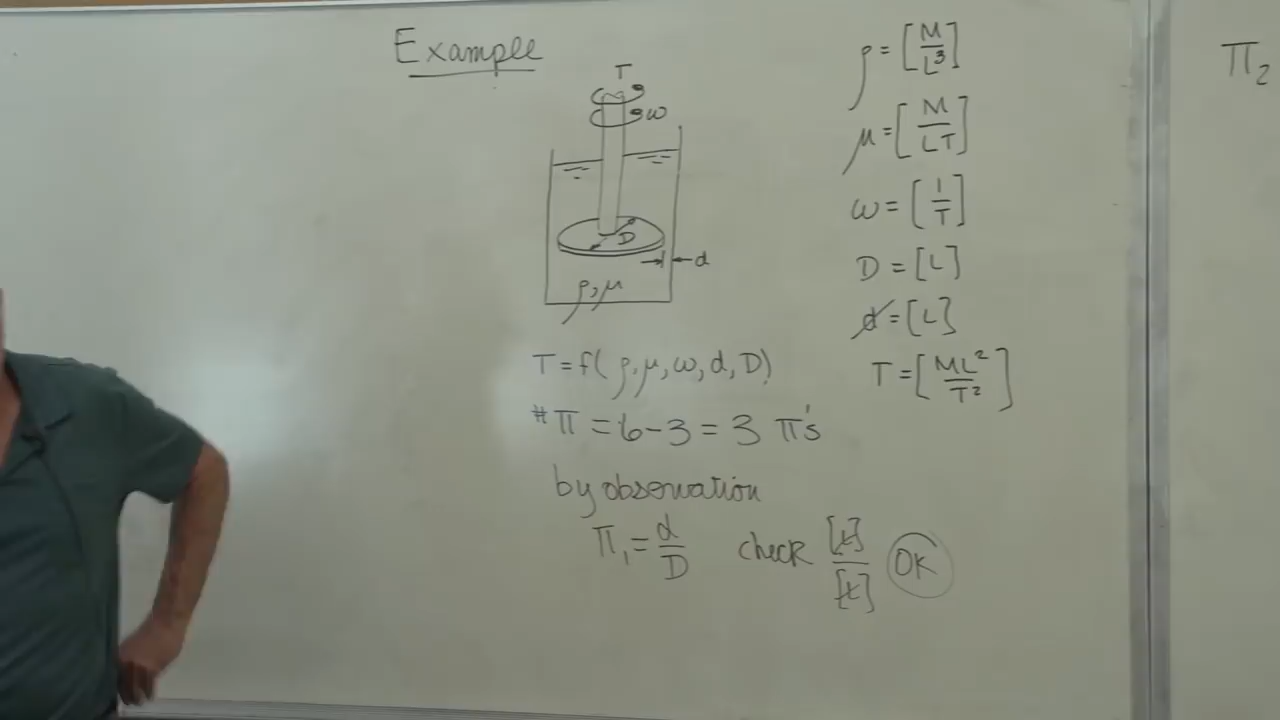 Example
T
ω
D
d
ρ, μ
T = f( ρ, μ, ω, d, D)
# π = 6 - 3 = 3 π's
by observation
π₁ = d/D check [L]/[L] OK
ρ = [M/L³]
μ = [M/LT]
ω = [1/T]
D = [L]
d = [L]
T = [ML²/T²]
π₂